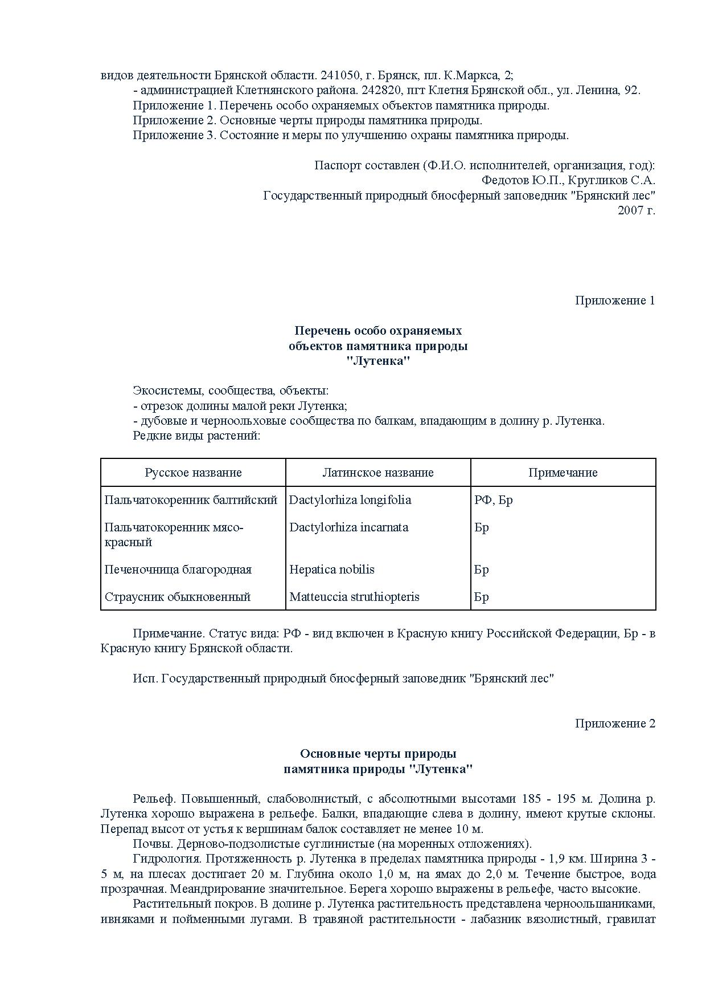 видов деятельности Брянской области. 241050, г. Брянск, пл. К.Маркса, 2;
- администрацией Клетнянского района. 242820, пгт Клетня Брянской обл., ул. Ленина, 92.
Приложение 1. Перечень особо охраняемых объектов памятника природы.
Приложение 2. Основные черты природы памятника природы.
Приложение 3. Состояние и меры по улучшению охраны памятника природы.
Паспорт составлен (Ф.И.О. исполнителей, организация, год):
Федотов Ю.П., Кругликов С.А.
Государственный природный биосферный заповедник "Брянский лес"
2007 г.
Приложение 1
Перечень особо охраняемых
объектов памятника природы
"Лутенка"
Экосистемы, сообщества, объекты:
- отрезок долины малой реки Лутенка;
- дубовые и черноольховые сообщества по балкам, впадающим в долину р. Лутенка.
Редкие виды растений:
Русское название Латинское название Примечание
Пальчатокоренник балтийский Dactylorhiza longifolia РФ, Бр
Пальчатокоренник мясо- Dactylorhiza incarnata Бр
красный
Печеночница благородная Hepatica nobilis Бр
Страусник обыкновенный Matteuccia struthiopteris Бр
Примечание. Статус вида: РФ - вид включен в Красную книгу Российской Федерации, Бр - в
Красную книгу Брянской области.
Исп. Государственный природный биосферный заповедник "Брянский лес"
Приложение 2
Основные черты природы
памятника природы "Лутенка"
Рельеф. Повышенный, слабоволнистый, с абсолютными высотами 185 - 195 м. Долина р.
Лутенка хорошо выражена в рельефе. Балки, впадающие слева в долину, имеют крутые склоны.
Перепад высот от устья к вершинам балок составляет не менее 10 м.
Почвы. Дерново-подзолистые суглинистые (на моренных отложениях).
Гидрология. Протяженность р. Лутенка в пределах памятника природы - 1,9 км. Ширина 3 -
5 м, на плесах достигает 20 м. Глубина около 1,0 м, на ямах до 2,0 м. Течение быстрое, вода
прозрачная. Меандрирование значительное. Берега хорошо выражены в рельефе, часто высокие.
Растительный покров. В долине р. Лутенка растительность представлена черноольшаниками,
ивняками и пойменными лугами. В травяной растительности - лабазник вязолистный, гравилат